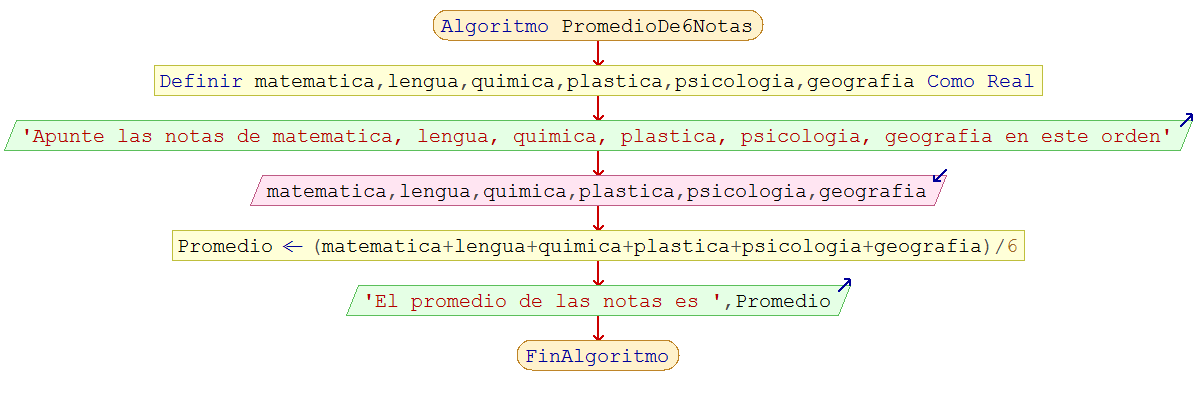 Algoritmo PromedioDe6Notas
Definir matematica,lengua,quimica,plastica,psicologia,geografia Como Real
'Apunte las notas de matematica, lengua, quimica, plastica, psicologia, geografia en este orden'
matematica,lengua,quimica,plastica,psicologia,geografia
Promedio ← (matematica+lengua+quimica+plastica+psicologia+geografia)/6
'El promedio de las notas es ',Promedio
FinAlgoritmo